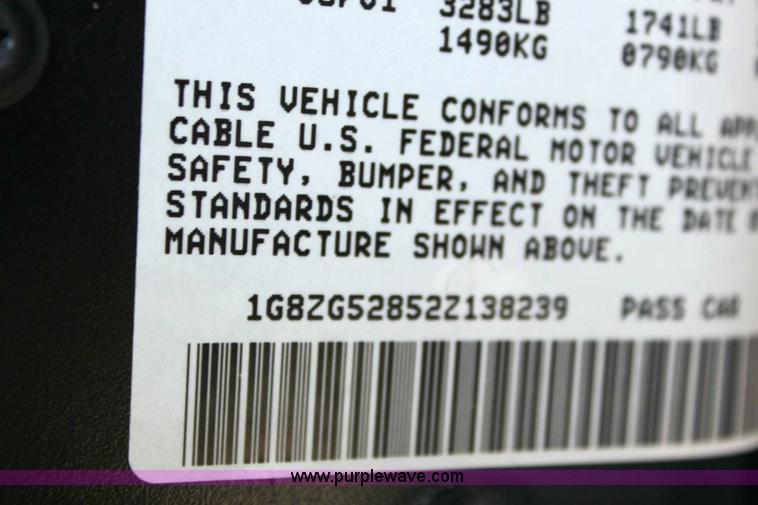 3283LB 1741LB
1490KG 0790KG
THIS VEHICLE CONFORMS TO ALL
CABLE U.S. FEDERAL MOTOR VEHICLE
SAFETY, BUMPER, AND THEFT PREVENT
STANDARDS IN EFFECT ON THE DATE
MANUFACTURE SHOWN ABOVE.
1G8ZG52852Z138239 PASS CAR
www.purplewave.com